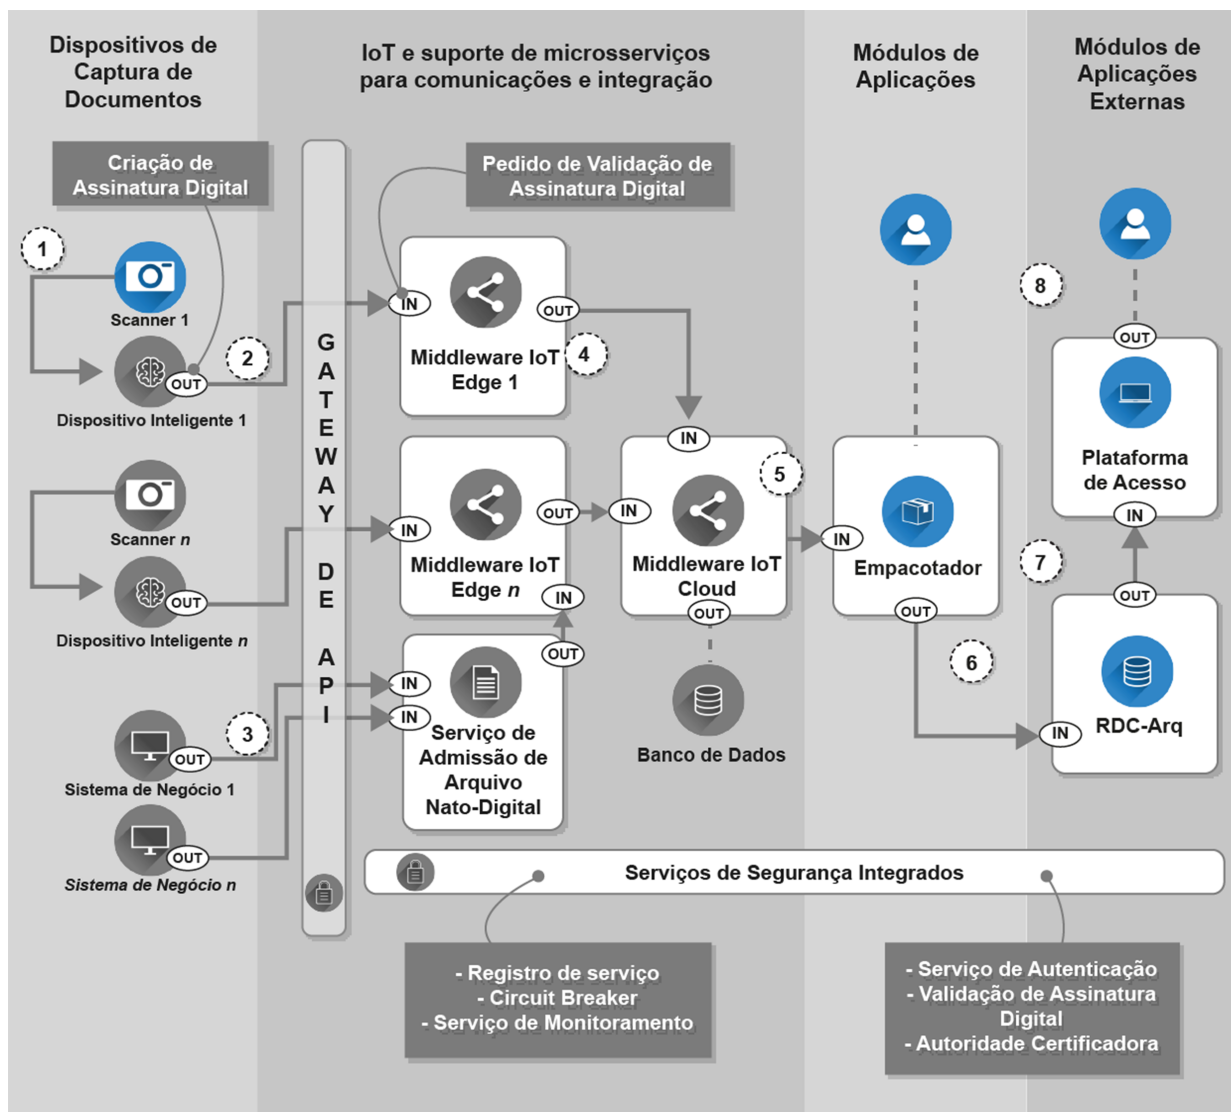 Dispositivos de
Captura de
Documentos
IoT e suporte de microsserviços
para comunicações e integração
Módulos de
Aplicações
Módulos de
Aplicações
Externas
Criação de
Assinatura Digital
Pedido de Validação de
Assinatura Digital
1
Scanner 1
OUT
Dispositivo Inteligente 1
2
Scanner n
OUT
Dispositivo Inteligente n
3
OUT
Sistema de Negócio 1
OUT
Sistema de Negócio n
GATEWAY DE API
IN
OUT
Middleware IoT
Edge 1
4
IN
OUT
Middleware IoT
Edge n
IN
OUT
IN
IN
Serviço de
Admissão de
Arquivo
Nato-Digital
IN
IN
5
Middleware IoT
Cloud
OUT
Banco de Dados
IN
Empacotador
OUT
6
8
OUT
Plataforma
de Acesso
IN
7
OUT
IN
RDC-Arq
Serviços de Segurança Integrados
- Registro de serviço
- Circuit Breaker
- Serviço de Monitoramento
- Serviço de Autenticação
- Validação de Assinatura
Digital
- Autoridade Certificadora